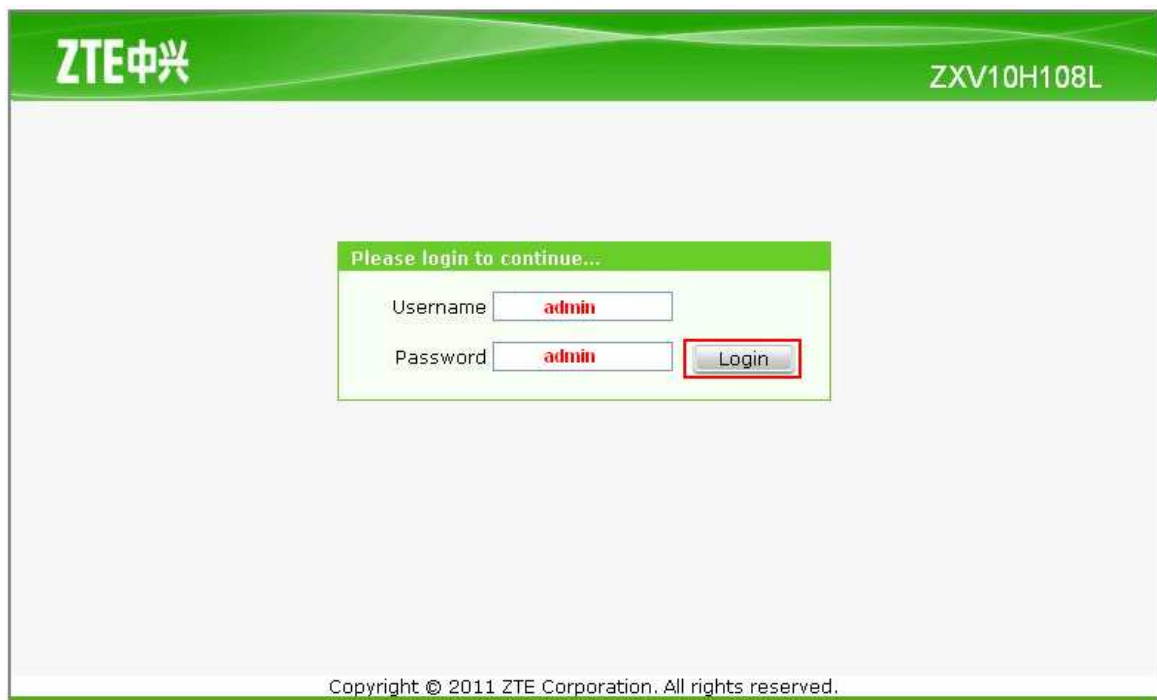 ZTE中兴
ZXV10H108L
Please login to continue...
Username admin
Password admin Login
Copyright © 2011 ZTE Corporation. All rights reserved.